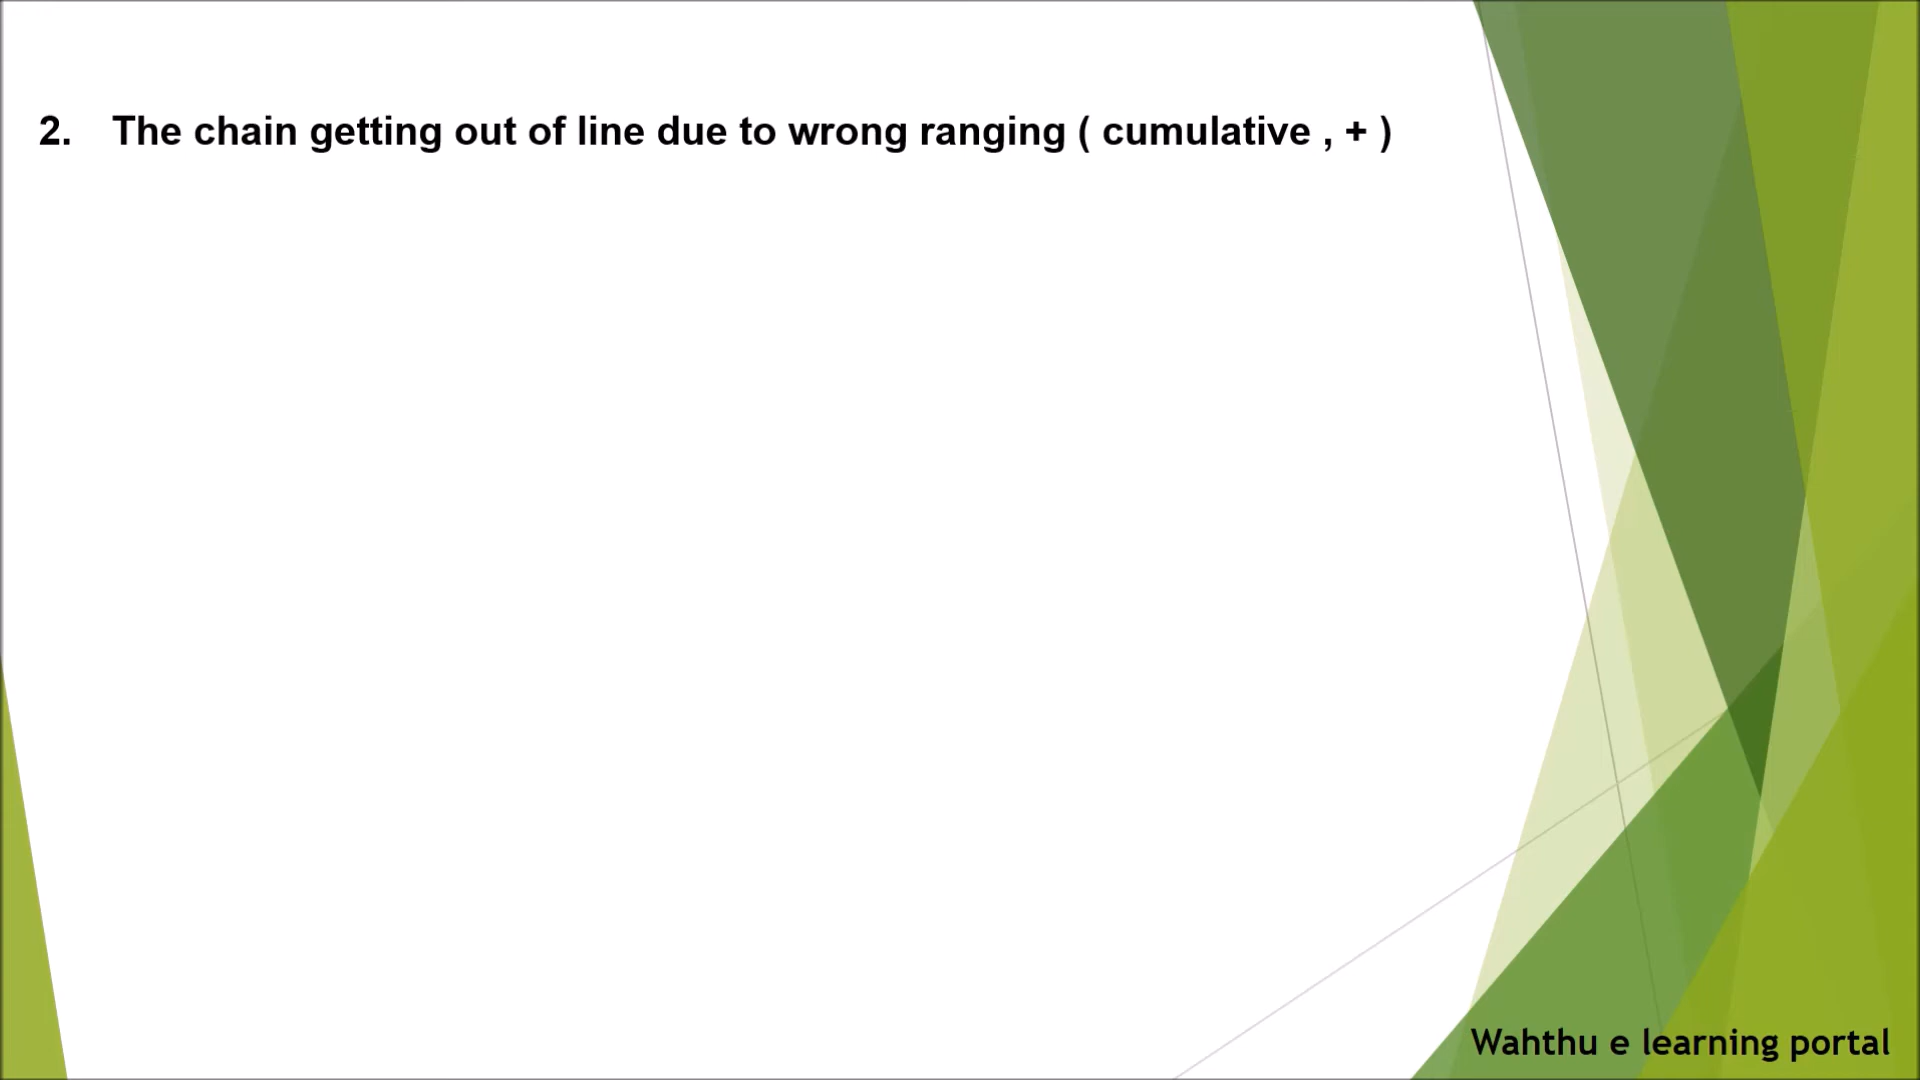 2. The chain getting out of line due to wrong ranging ( cumulative , + )
Wahthu e learning portal